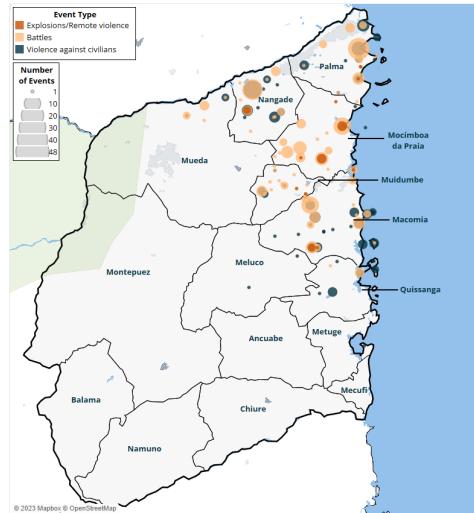 Event Type
Explosions/Remote violence
Battles
Violence against civilians
Number
of Events
1
10
20
30
40
48
Palma
Nangade
Mocimboa
da Praia
Mueda
Muidumbe
Macomia
Meluco
Montepuez
Quissanga
Metuge
Ancuabe
Mecufi
Balama
Chiure
Namuno
© 2023 Mapbox © OpenStreetMap